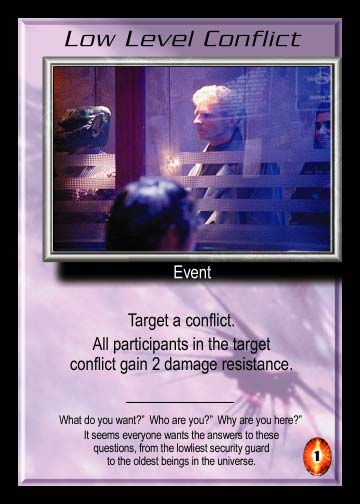 Low Level Conflict
Event
Target a conflict.
All participants in the target
conflict gain 2 damage resistance.
What do you want?" Who are you?" Why are you here?"
It seems everyone wants the answers to these
questions, from the lowliest security guard
to the oldest beings in the universe.
1